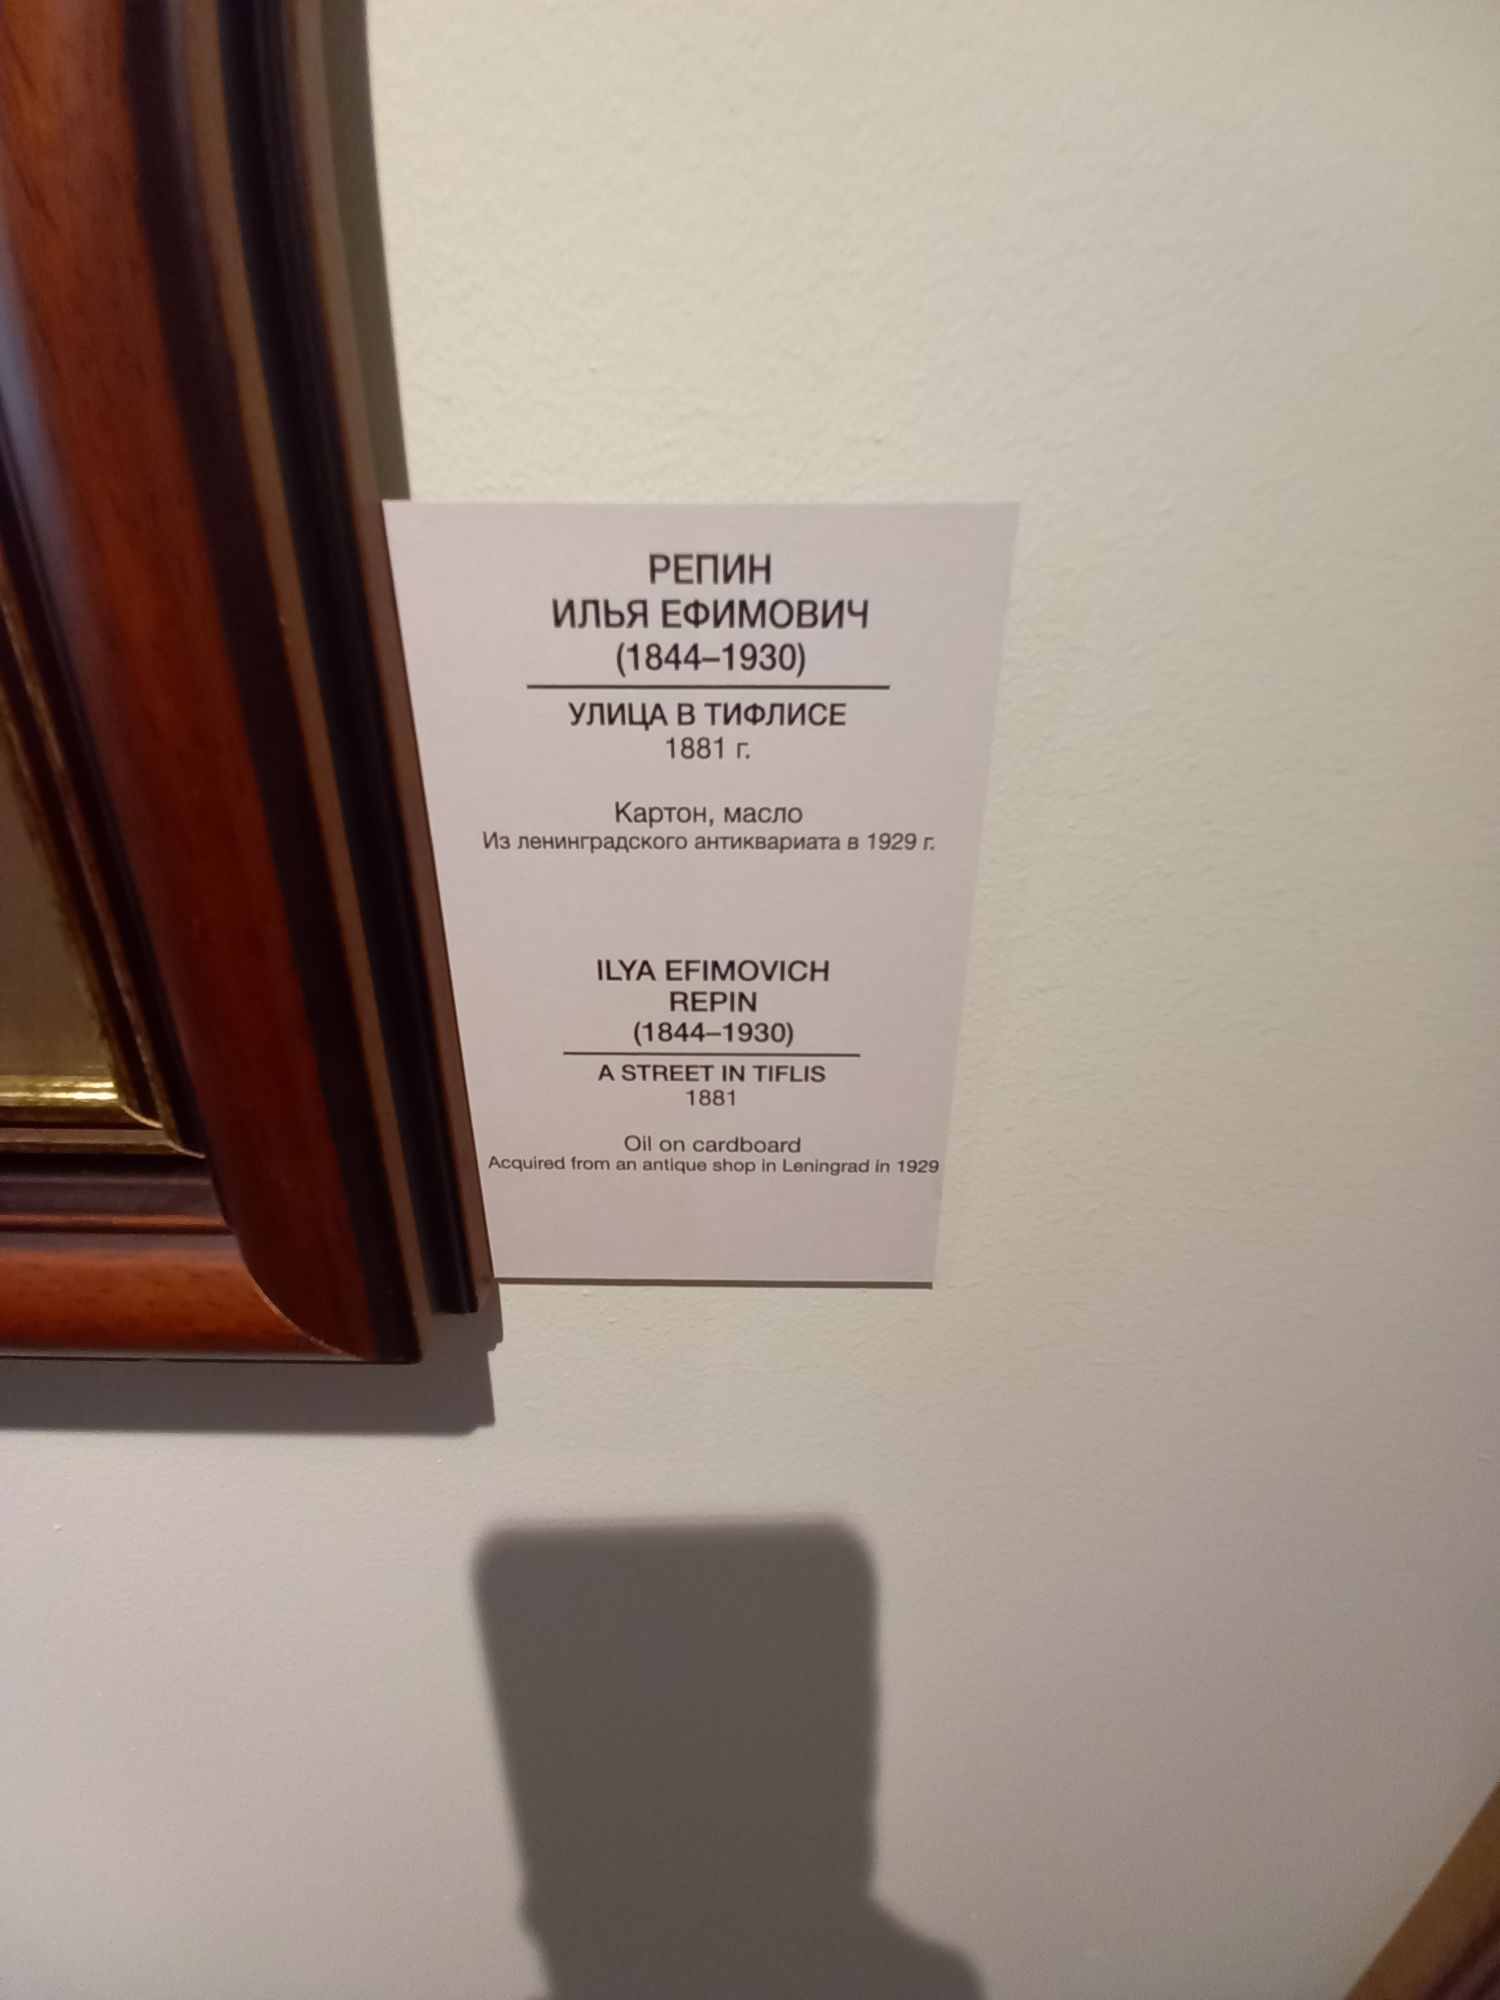 РЕПИН
ИЛЬЯ ЕФИМОВИЧ
(1844–1930)
УЛИЦА В ТИФЛИСЕ
1881 г.
Картон, масло
Из ленинградского антиквариата в 1929 г.
ILYA EFIMOVICH
REPIN
(1844–1930)
A STREET IN TIFLIS
1881
Oil on cardboard
Acquired from an antique shop in Leningrad in 1929